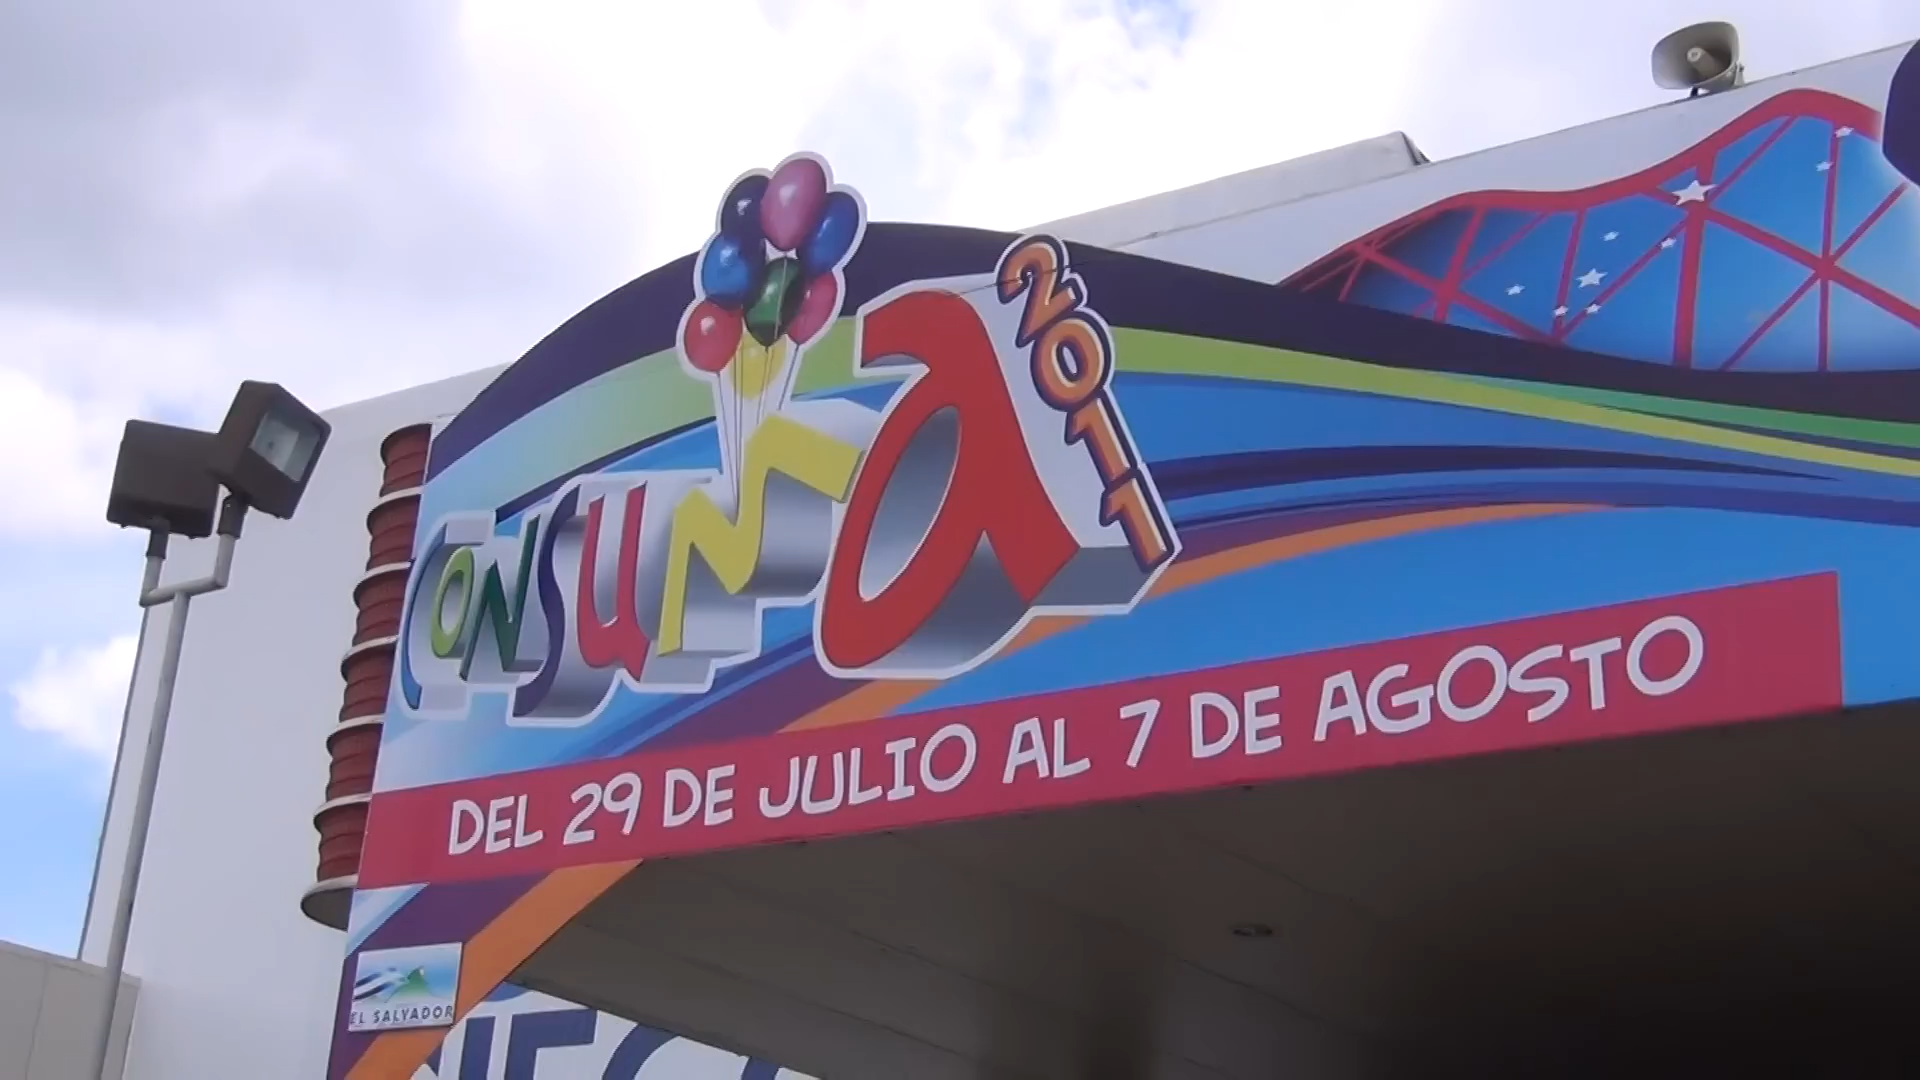 CONSUMA
2011
DEL 29 DE JULIO AL 7 DE AGOSTO
EL SALVADOR